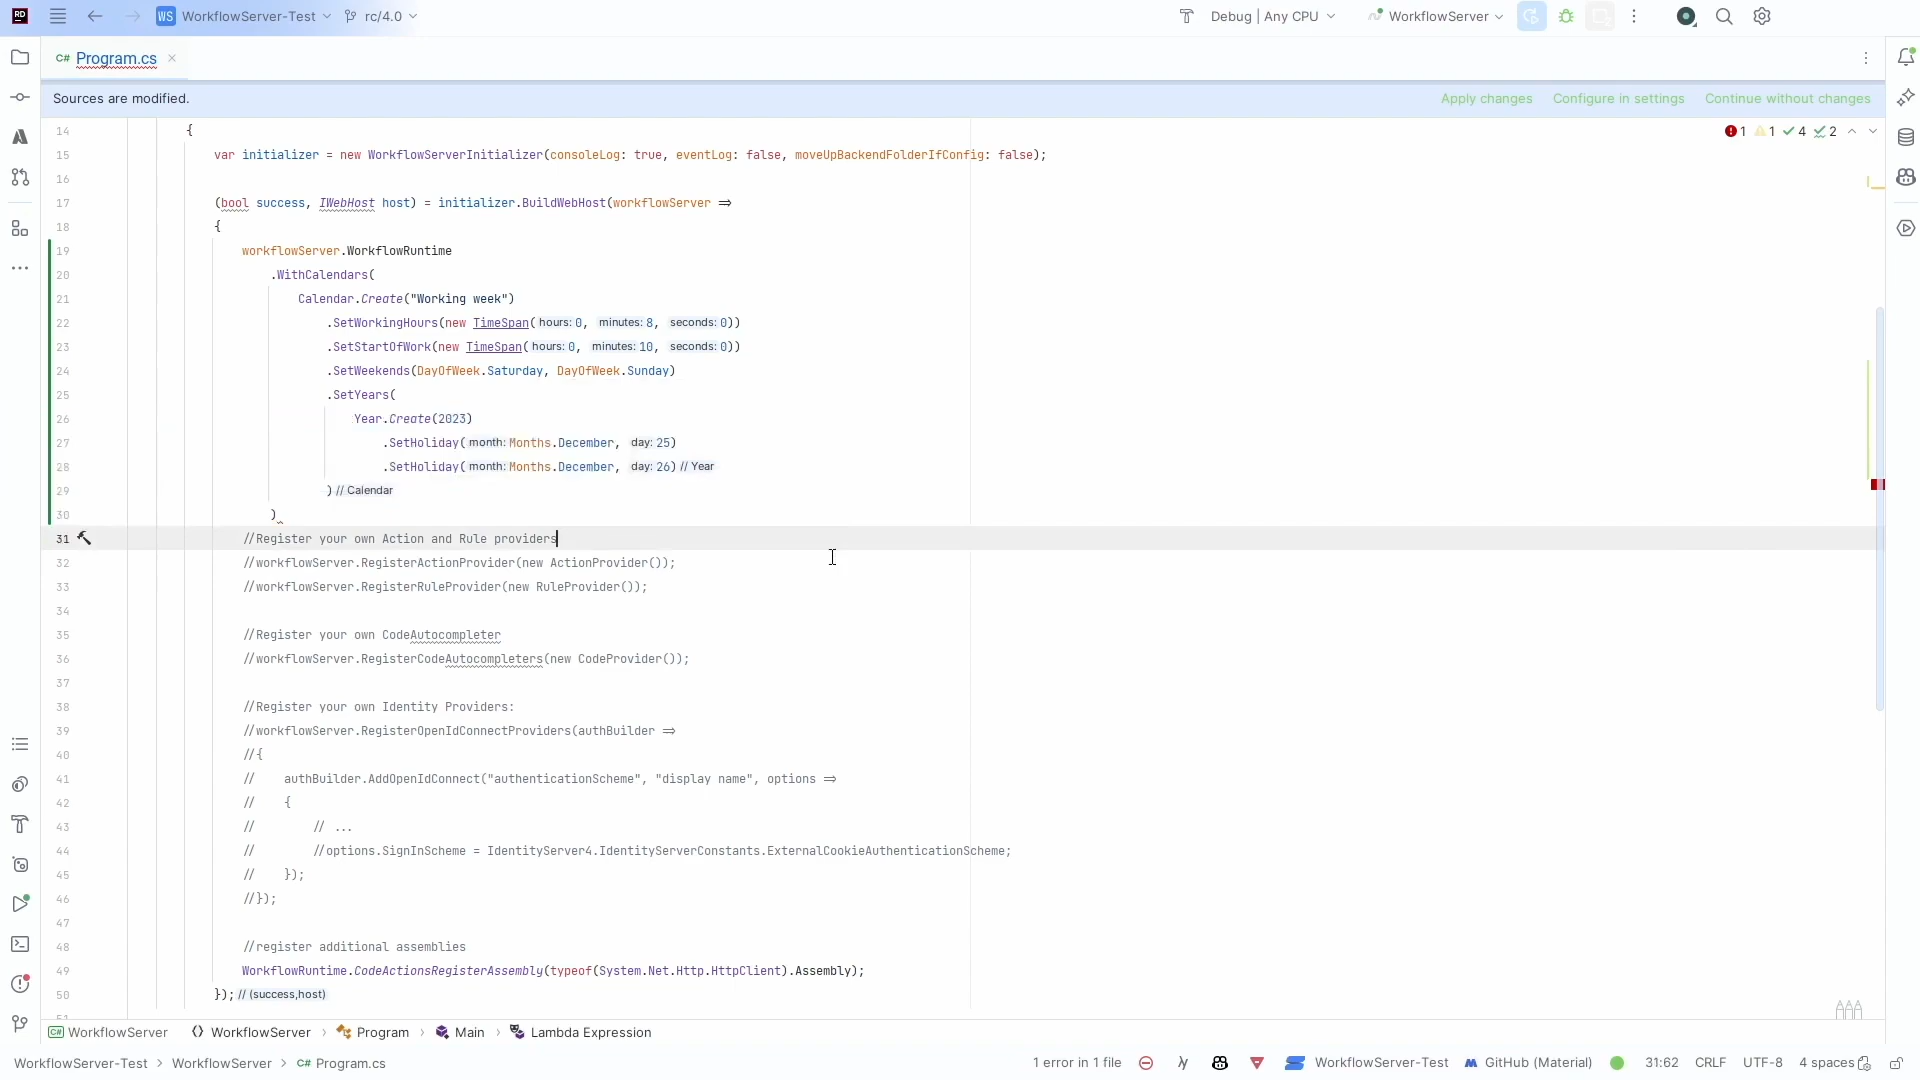 RD WS WorkflowServer-Test rc/4.0 Debug | Any CPU WorkflowServer
C# Program.cs
Sources are modified. Apply changes Configure in settings Continue without changes
14 { 1 1 4 2
15 var initializer = new WorkflowServerInitializer(consoleLog: true, eventLog: false, moveUpBackendFolderIfConfig: false);
16
17 (bool success, IWebHost host) = initializer.BuildWebHost(workflowServer =>
18 {
19 workflowServer.WorkflowRuntime
20 .WithCalendars(
21 Calendar.Create("Working week")
22 .SetWorkingHours(new TimeSpan(hours: 0, minutes: 8, seconds: 0))
23 .SetStartOfWork(new TimeSpan(hours: 0, minutes: 10, seconds: 0))
24 .SetWeekends(DayOfWeek.Saturday, DayOfWeek.Sunday)
25 .SetYears(
26 Year.Create(2023)
27 .SetHoliday(month: Months.December, day: 25)
28 .SetHoliday(month: Months.December, day: 26) // Year
29 ) // Calendar
30 )
31 //Register your own Action and Rule providers
32 //workflowServer.RegisterActionProvider(new ActionProvider());
33 //workflowServer.RegisterRuleProvider(new RuleProvider());
34
35 //Register your own CodeAutocompleter
36 //workflowServer.RegisterCodeAutocompleters(new CodeProvider());
37
38 //Register your own Identity Providers:
39 //workflowServer.RegisterOpenIdConnectProviders(authBuilder =>
40 //{
41 // authBuilder.AddOpenIdConnect("authenticationScheme", "display name", options =>
42 // {
43 // // ...
44 // //options.SignInScheme = IdentityServer4.IdentityServerConstants.ExternalCookieAuthenticationScheme;
45 // });
46 //});
47
48 //register additional assemblies
49 WorkflowRuntime.CodeActionsRegisterAssembly(typeof(System.Net.Http.HttpClient).Assembly);
50 }); // (success,host)
C# WorkflowServer WorkflowServer Program Main Lambda Expression
WorkflowServer-Test WorkflowServer C# Program.cs 1 error in 1 file WorkflowServer-Test GitHub (Material) 31:62 CRLF UTF-8 4 spaces